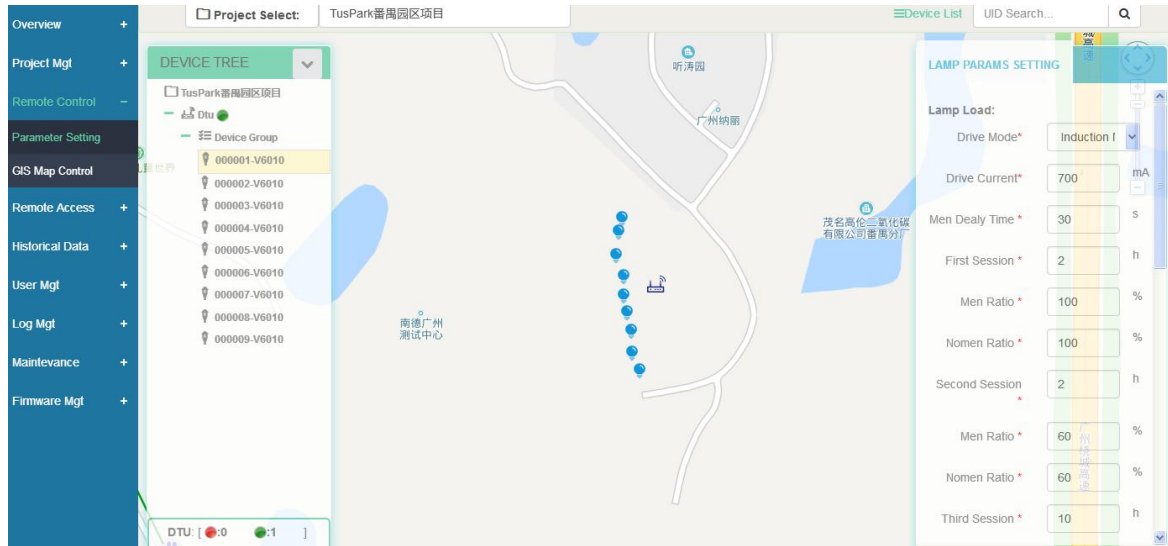 Overview +
Project Mgt +
Remote Control −
Parameter Setting
GIS Map Control
Remote Access +
Historical Data +
User Mgt +
Log Mgt +
Maintevance +
Firmware Mgt +
Project Select: TusPark番禺园区项目
Device List UID Search...
DEVICE TREE
TusPark番禺园区项目
Dtu
Device Group
000001-V6010
000002-V6010
000003-V6010
000004-V6010
000005-V6010
000006-V6010
000007-V6010
000008-V6010
000009-V6010
DTU: [ :0 :1 ]
听涛园
广州纳丽
茂名高伦二氧化碳
有限公司番禺分厂
南德广州
测试中心
LAMP PARAMS SETTING
Lamp Load:
Drive Mode* Induction
Drive Current* 700 mA
Men Dealy Time * 30 s
First Session * 2 h
Men Ratio * 100 %
Nomen Ratio * 100 %
Second Session * 2 h
Men Ratio * 60 %
Nomen Ratio * 60 %
Third Session * 10 h